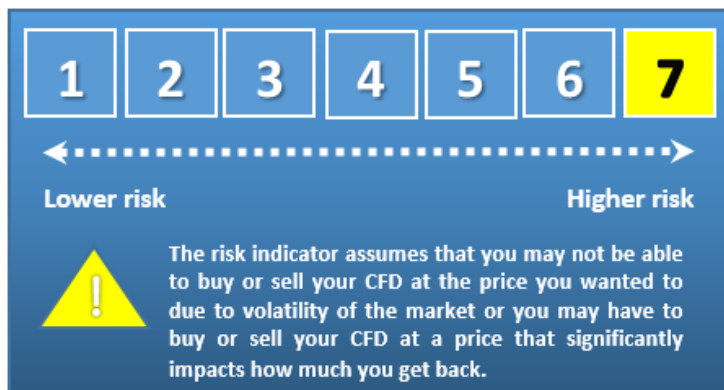 1 2 3 4 5 6 7
Lower risk Higher risk
!
The risk indicator assumes that you may not be able
to buy or sell your CFD at the price you wanted to
due to volatility of the market or you may have to
buy or sell your CFD at a price that significantly
impacts how much you get back.